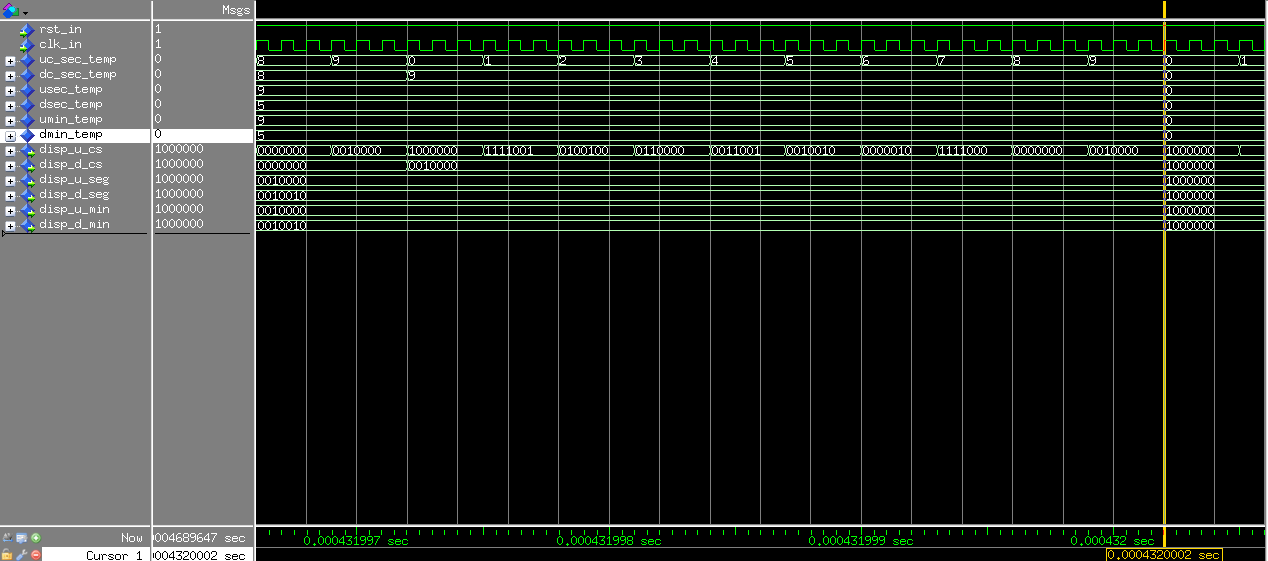 Msgs
rst_in 1
clk_in 1
uc_sec_temp 0 8 9 0 1 2 3 4 5 6 7 8 9 0 1
dc_sec_temp 0 8 9 0
usec_temp 0 9 0
dsec_temp 0 5 0
umin_temp 0 9 0
dmin_temp 0 5 0
disp_u_cs 1000000 0000000 0010000 1000000 1111001 0100100 0110000 0011001 0010010 0000010 1111000 0000000 0010000 1000000
disp_d_cs 1000000 0000000 0010000 1000000
disp_u_seg 1000000 0010000 1000000
disp_d_seg 1000000 0010010 1000000
disp_u_min 1000000 0010000 1000000
disp_d_min 1000000 0010010 1000000
Now 004689647 sec 0.000431997 sec 0.000431998 sec 0.000431999 sec 0.000432 sec
Cursor 1 004320002 sec 0.0004320002 sec